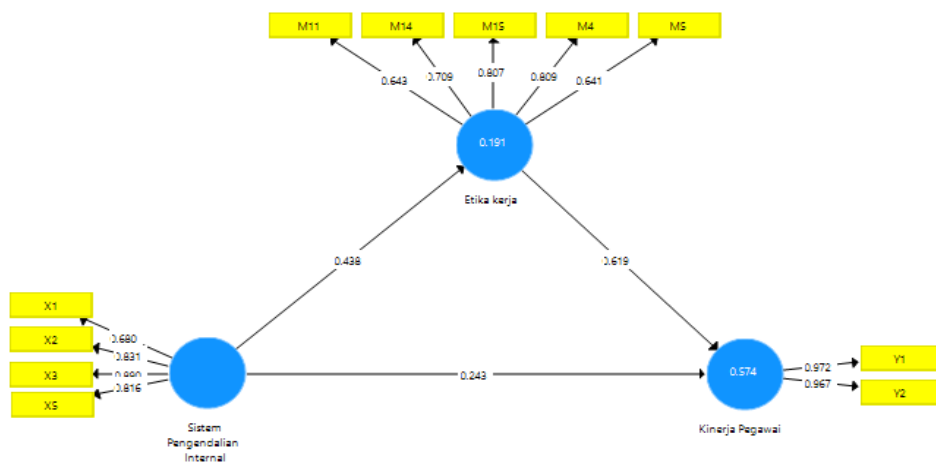 M11 M14 M15 M4 M5
0.643 0.709 0.807 0.809 0.641
0.191
Etika kerja
0.438 0.619
X1
X2
X3
X5
0.680
0.831
0.816
Sistem
Pengendalian
Internal
0.243
0.574
Kinerja Pegawai
0.972
0.967
Y1
Y2